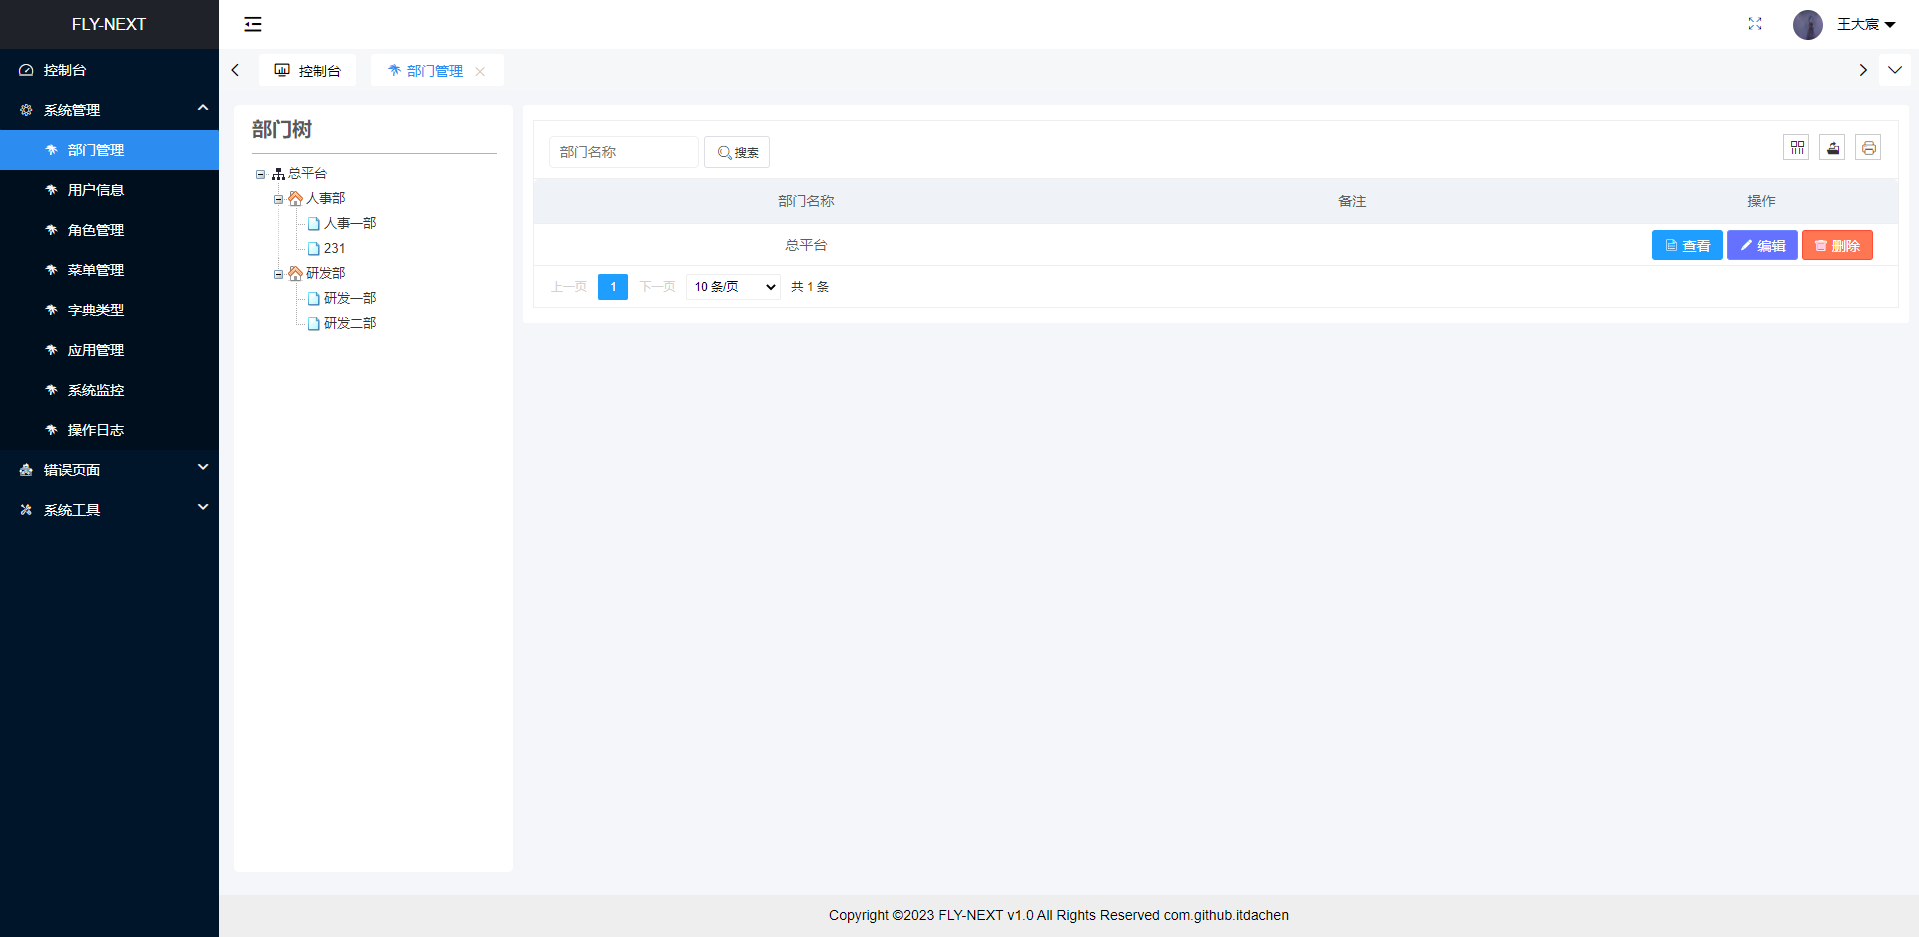 FLY-NEXT
王大宸
控制台
系统管理
部门管理
用户信息
角色管理
菜单管理
字典类型
应用管理
系统监控
操作日志
错误页面
系统工具
控制台
部门管理
部门树
总平台
人事部
人事一部
231
研发部
研发一部
研发二部
部门名称
搜索
部门名称 备注 操作
总平台 查看 编辑 删除
上一页 1 下一页 10 条/页 共 1 条
Copyright ©2023 FLY-NEXT v1.0 All Rights Reserved com.github.itdachen